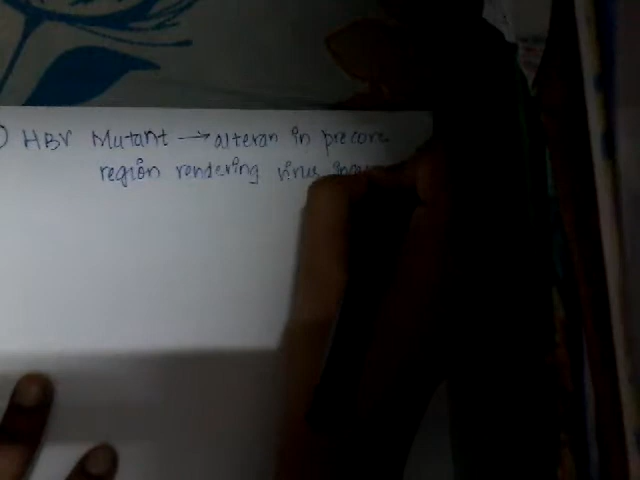 ) HBV Mutant → alteran in precore
region rendering virus